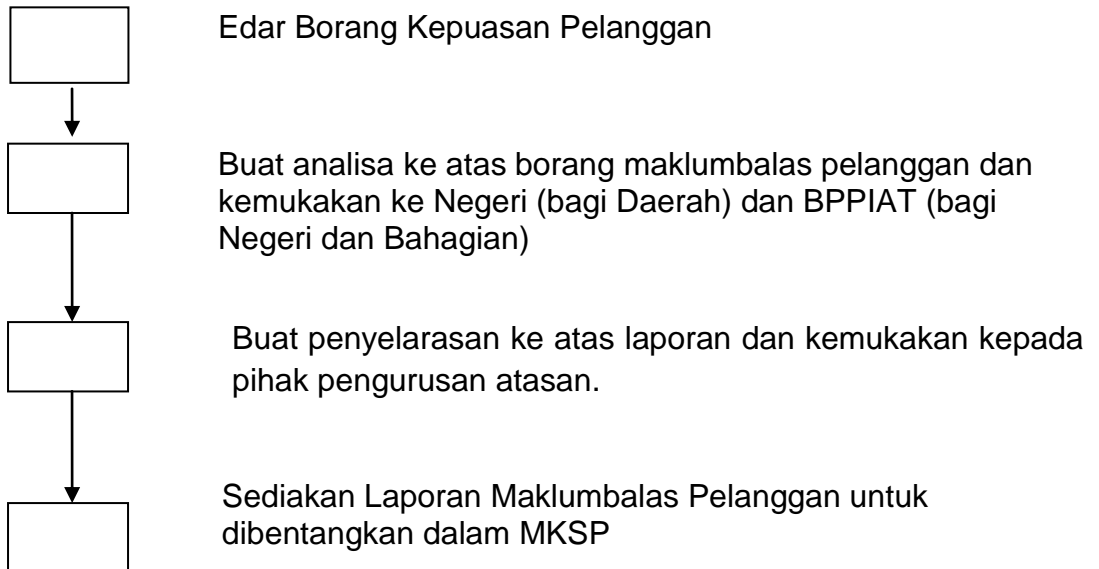 Edar Borang Kepuasan Pelanggan
Buat analisa ke atas borang maklumbalas pelanggan dan
kemukakan ke Negeri (bagi Daerah) dan BPPIAT (bagi
Negeri dan Bahagian)
Buat penyelarasan ke atas laporan dan kemukakan kepada
pihak pengurusan atasan.
Sediakan Laporan Maklumbalas Pelanggan untuk
dibentangkan dalam MKSP